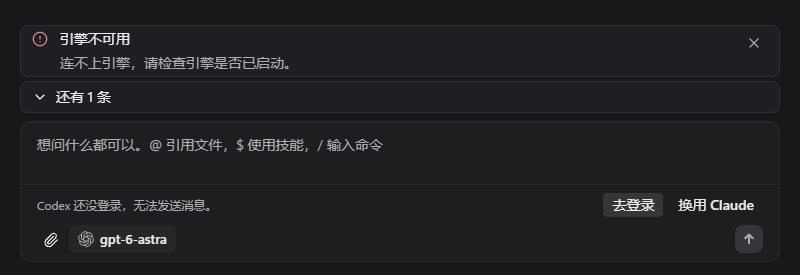 引擎不可用
连不上引擎，请检查引擎是否已启动。
还有 1 条
想问什么都可以。@ 引用文件，$ 使用技能，/ 输入命令
Codex 还没登录，无法发送消息。 去登录 换用 Claude
gpt-6-astra